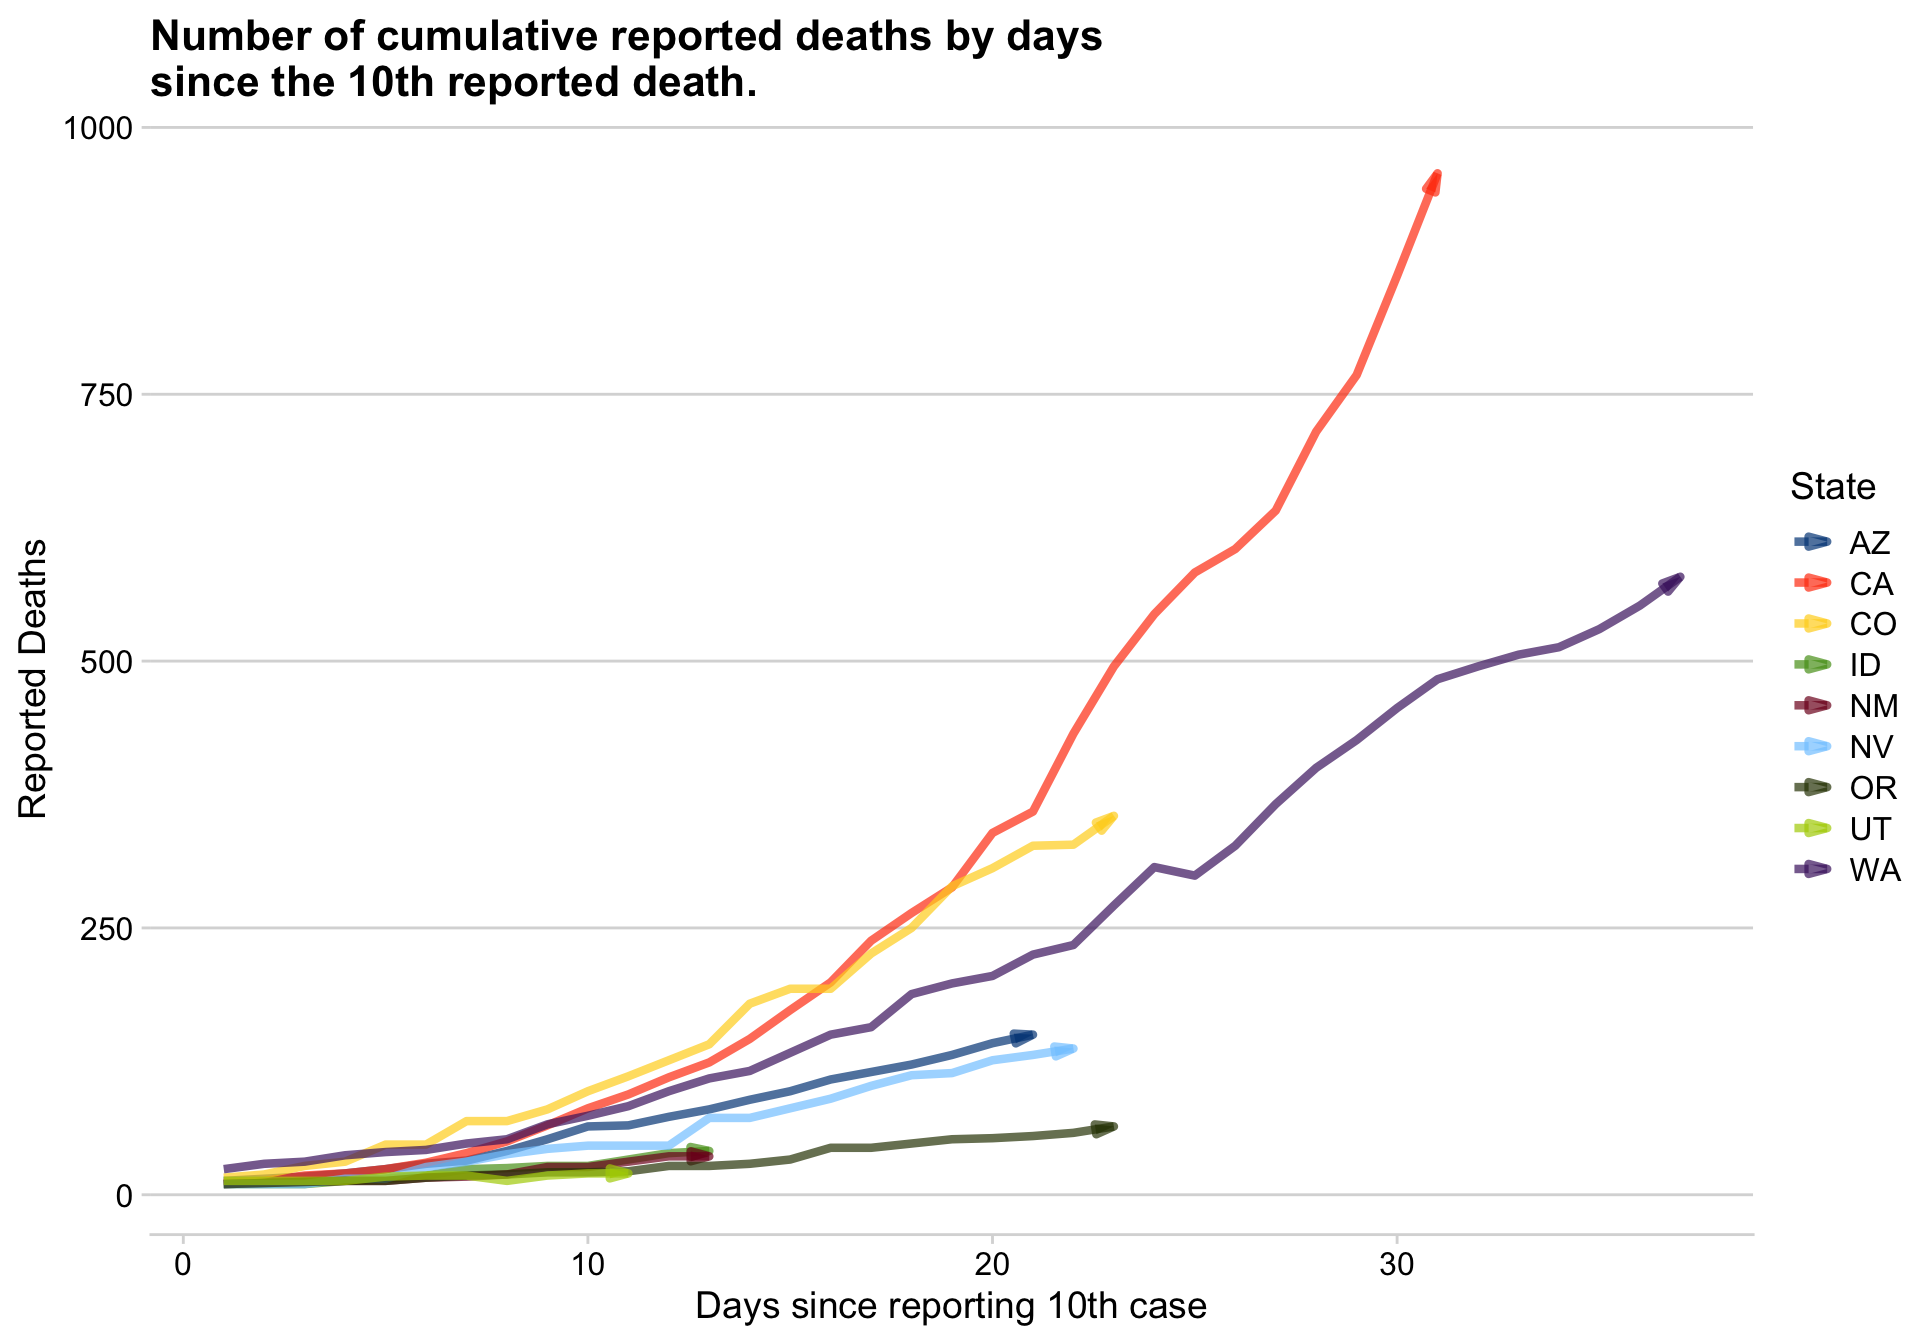 Number of cumulative reported deaths by days
since the 10th reported death.
1000
750
500
250
0
Reported Deaths
0 10 20 30
Days since reporting 10th case
State
AZ
CA
CO
ID
NM
NV
OR
UT
WA